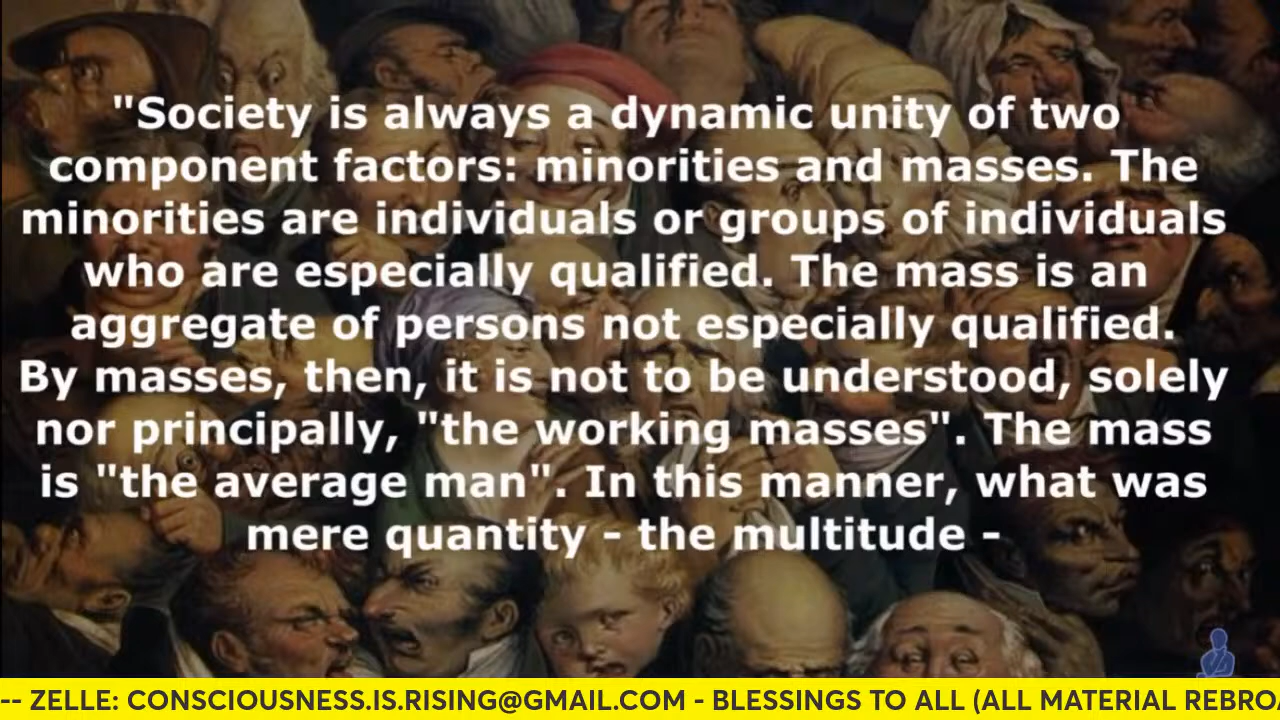 "Society is always a dynamic unity of two
component factors: minorities and masses. The
minorities are individuals or groups of individuals
who are especially qualified. The mass is an
aggregate of persons not especially qualified.
By masses, then, it is not to be understood, solely
nor principally, "the working masses". The mass
is "the average man". In this manner, what was
mere quantity - the multitude -
-- ZELLE: CONSCIOUSNESS.IS.RISING@GMAIL.COM - BLESSINGS TO ALL (ALL MATERIAL